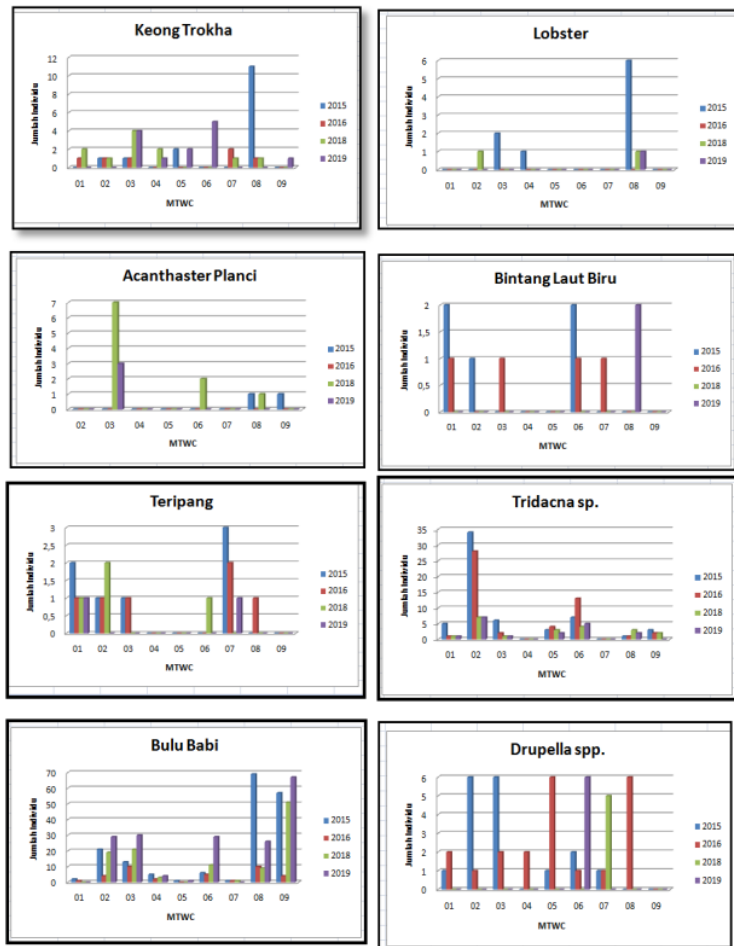 Keong Trokha
Jumlah Individu
12
10
8
6
4
2
0
01 02 03 04 05 06 07 08 09
MTWC
2015
2016
2018
2019
Lobster
Jumlah Individu
6
5
4
3
2
1
0
01 02 03 04 05 06 07 08 09
MTWC
2015
2016
2018
2019
Acanthaster Planci
Jumlah Individu
7
6
5
4
3
2
1
0
02 03 04 05 06 07 08 09
MTWC
2015
2016
2018
2019
Bintang Laut Biru
Jumlah Individu
2
1,5
1
0,5
0
01 02 03 04 05 06 07 08 09
MTWC
2015
2016
2018
2019
Teripang
Jumlah Individu
3
2,5
2
1,5
1
0,5
0
01 02 03 04 05 06 07 08 09
MTWC
2015
2016
2018
2019
Tridacna sp.
Jumlah Individu
35
30
25
20
15
10
5
0
01 02 03 04 05 06 07 08 09
MTWC
2015
2016
2018
2019
Bulu Babi
Jumlah Individu
70
60
50
40
30
20
10
0
01 02 03 04 05 06 07 08 09
MTWC
2015
2016
2018
2019
Drupella spp.
Jumlah Individu
6
5
4
3
2
1
0
01 02 03 04 05 06 07 08 09
MTWC
2015
2016
2018
2019